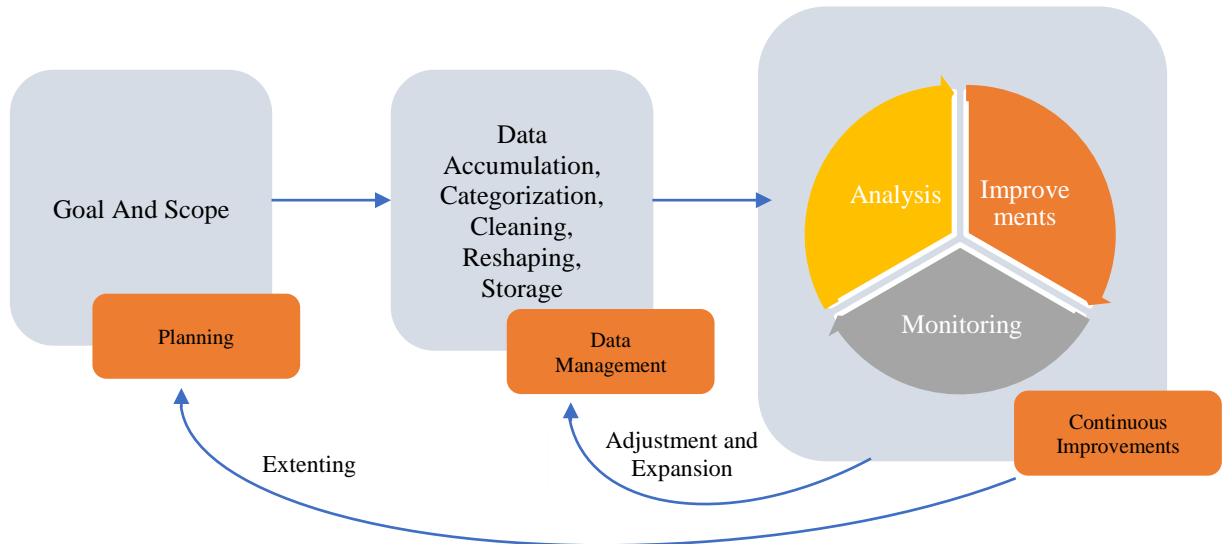 Goal And Scope
Planning
Data
Accumulation,
Categorization,
Cleaning,
Reshaping,
Storage
Data
Management
Analysis
Improve
ments
Monitoring
Continuous
Improvements
Adjustment and
Expansion
Extenting